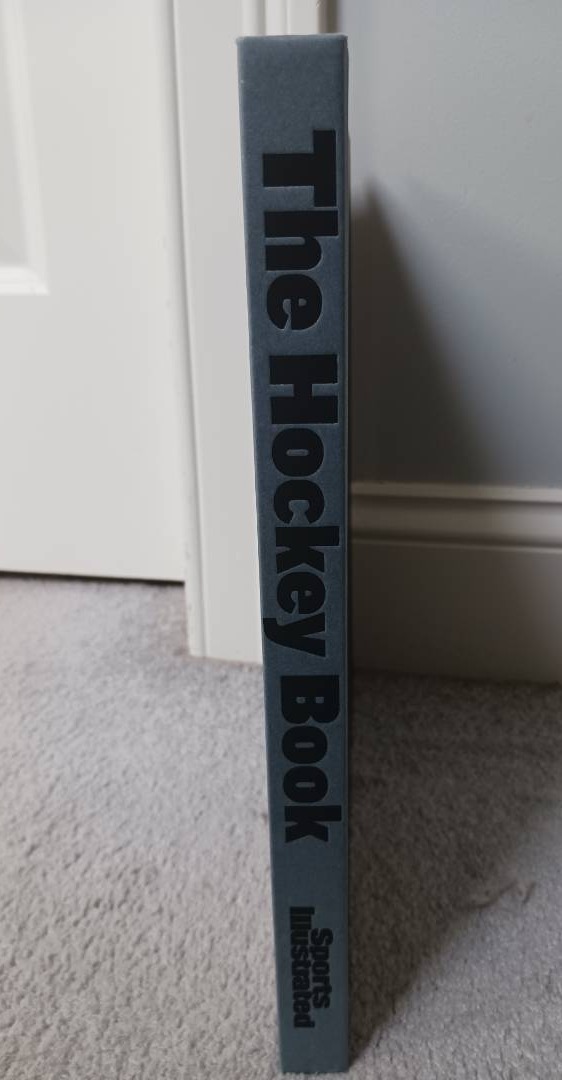 The Hockey Book
Sports
Illustrated